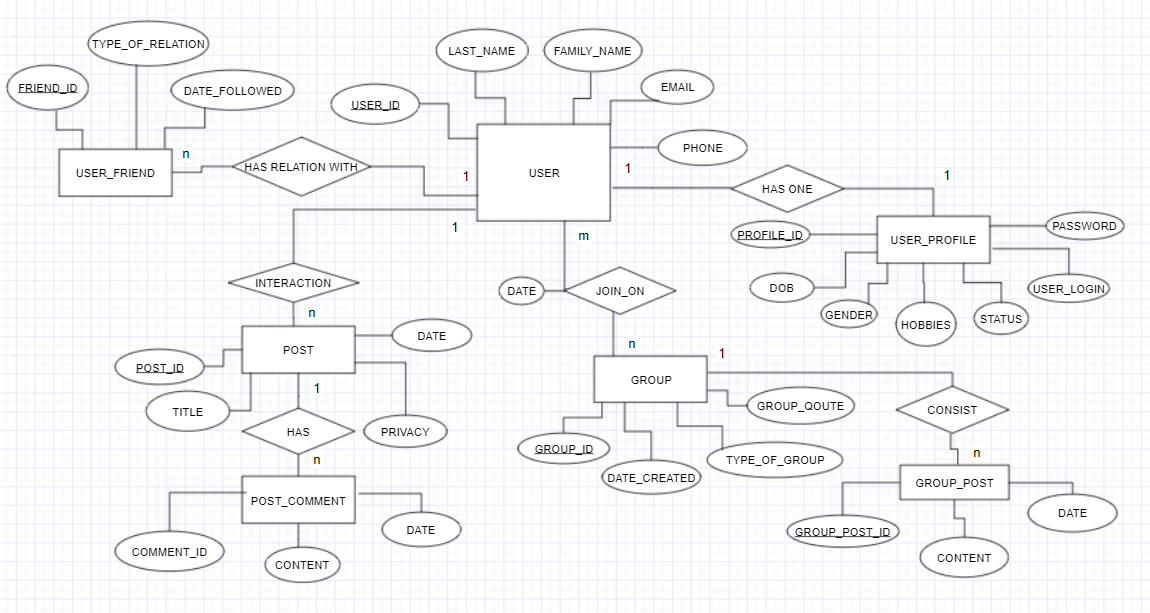 TYPE_OF_RELATION
LAST_NAME
FAMILY_NAME
FRIEND_ID
DATE_FOLLOWED
USER_ID
EMAIL
PHONE
n
USER_FRIEND
HAS RELATION WITH
1
USER
1
HAS ONE
1
1
m
PROFILE_ID
USER_PROFILE
PASSWORD
INTERACTION
DATE
JOIN_ON
DOB
USER_LOGIN
GENDER
HOBBIES
STATUS
n
DATE
POST
n
1
POST_ID
GROUP
1
TITLE
PRIVACY
HAS
GROUP_QOUTE
CONSIST
GROUP_ID
TYPE_OF_GROUP
n
n
DATE_CREATED
POST_COMMENT
GROUP_POST
DATE
DATE
COMMENT_ID
CONTENT
GROUP_POST_ID
CONTENT